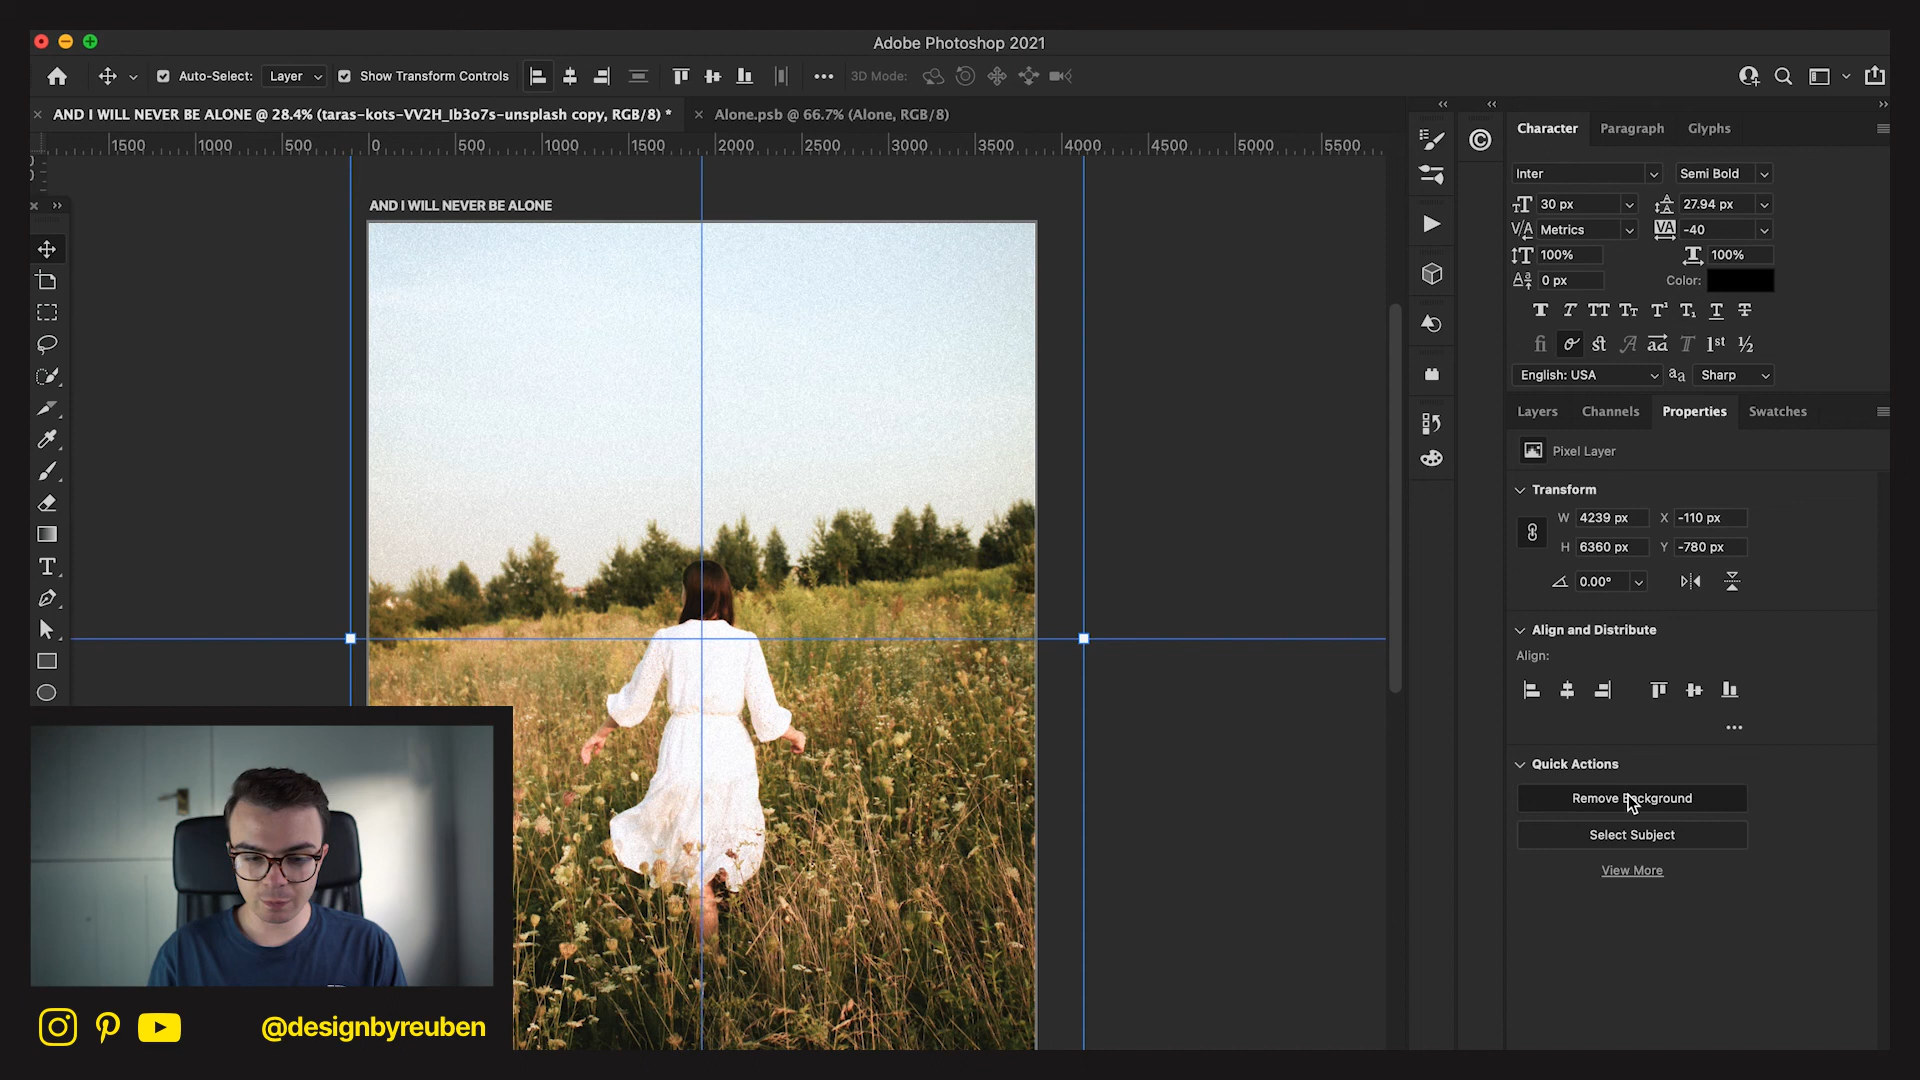 Adobe Photoshop 2021
Auto-Select: Layer Show Transform Controls 3D Mode:
AND I WILL NEVER BE ALONE @ 28.4% (taras-kots-VV2H_Ib3o7s-unsplash copy, RGB/8) *
Alone.psb @ 66.7% (Alone, RGB/8)
1500 1000 500 0 500 1000 1500 2000 2500 3000 3500 4000 4500 5000 5500
AND I WILL NEVER BE ALONE
Character Paragraph Glyphs
Inter Semi Bold
30 px 27.94 px
Metrics -40
100% 100%
0 px Color:
English: USA Sharp
Layers Channels Properties Swatches
Pixel Layer
Transform
W 4239 px X -110 px
H 6360 px Y -780 px
0.00°
Align and Distribute
Align:
Quick Actions
Remove Background
Select Subject
View More
@designbyreuben